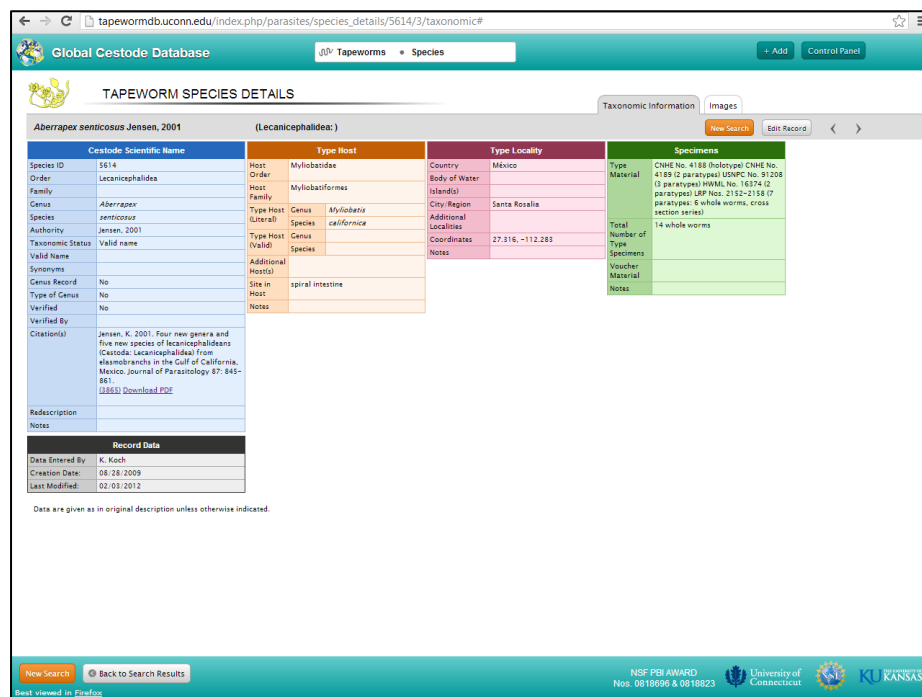 tapewormdb.uconn.edu/index.php/parasites/species_details/5614/3/taxonomic#
Global Cestode Database
Tapeworms • Species
+ Add
Control Panel
TAPEWORM SPECIES DETAILS
Taxonomic Information
Images
Aberrapex senticosus Jensen, 2001
(Lecanicephalidea: )
New Search
Edit Record
Cestode Scientific Name
Species ID 5614
Order Lecanicephalidea
Family
Genus Aberrapex
Species senticosus
Authority Jensen, 2001
Taxonomic Status Valid name
Valid Name
Synonyms
Genus Record No
Type of Genus No
Verified No
Verified By
Citation(s) Jensen, K. 2001. Four new genera and
five new species of lecanicephalideans
(Cestoda: Lecanicephalidea) from
elasmobranchs in the Gulf of California,
Mexico. Journal of Parasitology 87: 845-
861.
(3865) Download PDF
Redescription
Notes
Type Host
Host Myliobatidae
Order
Host Myliobatiformes
Family
Type Host Genus Myliobatis
(Literal) Species californica
Type Host Genus
(Valid) Species
Additional
Host(s)
Site in spiral intestine
Host
Notes
Type Locality
Country México
Body of Water
Island(s)
City/Region Santa Rosalia
Additional
Localities
Coordinates 27.316, -112.283
Notes
Specimens
Type CNHE No. 4188 (holotype) CNHE No.
Material 4189 (2 paratypes) USNPC No. 91208
(3 paratypes) HWML No. 16374 (2
paratypes) LRP Nos. 2152-2158 (7
paratypes: 6 whole worms, cross
section series)
Total 14 whole worms
Number of
Type
Specimens
Voucher
Material
Notes
Record Data
Data Entered By K. Koch
Creation Date: 08/28/2009
Last Modified: 02/03/2012
Data are given as in original description unless otherwise indicated.
New Search
Back to Search Results
Best viewed in Firefox
NSF PBI AWARD
Nos. 0818696 & 0818823
University of
Connecticut
NSF
KU THE UNIVERSITY OF
KANSAS